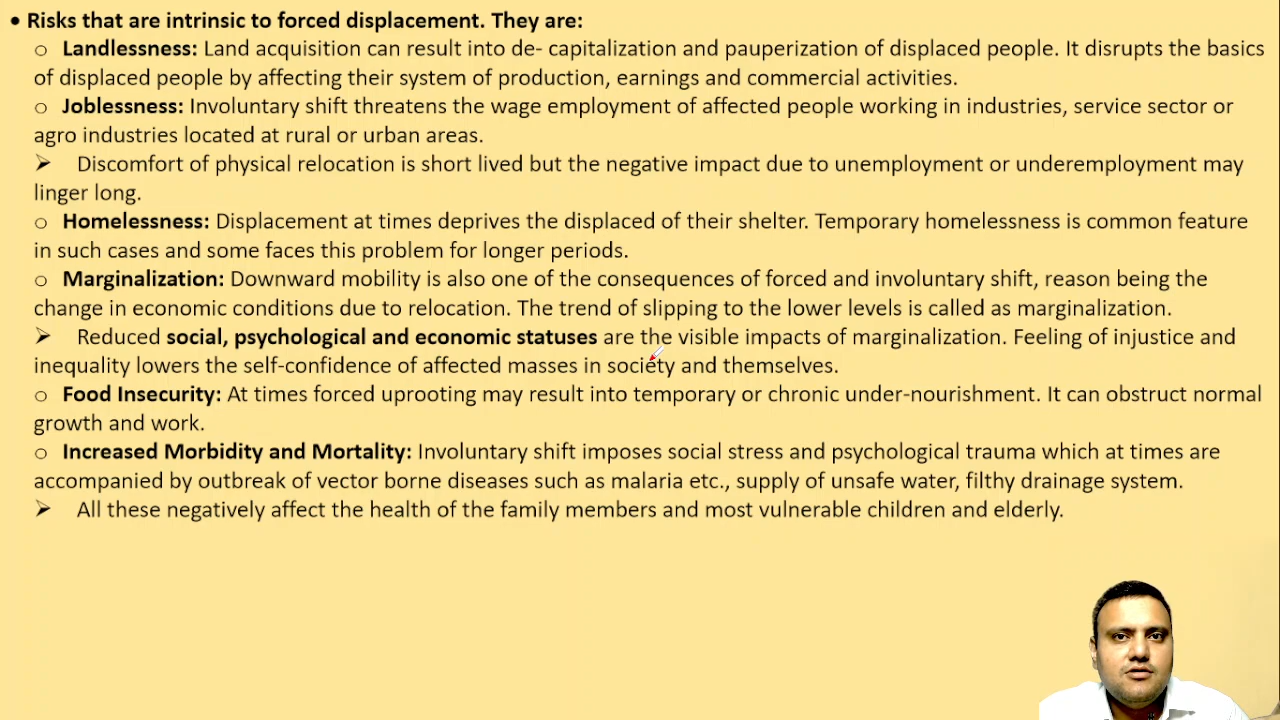 • Risks that are intrinsic to forced displacement. They are:
o Landlessness: Land acquisition can result into de- capitalization and pauperization of displaced people. It disrupts the basics
of displaced people by affecting their system of production, earnings and commercial activities.
o Joblessness: Involuntary shift threatens the wage employment of affected people working in industries, service sector or
agro industries located at rural or urban areas.
➢ Discomfort of physical relocation is short lived but the negative impact due to unemployment or underemployment may
linger long.
o Homelessness: Displacement at times deprives the displaced of their shelter. Temporary homelessness is common feature
in such cases and some faces this problem for longer periods.
o Marginalization: Downward mobility is also one of the consequences of forced and involuntary shift, reason being the
change in economic conditions due to relocation. The trend of slipping to the lower levels is called as marginalization.
➢ Reduced social, psychological and economic statuses are the visible impacts of marginalization. Feeling of injustice and
inequality lowers the self-confidence of affected masses in society and themselves.
o Food Insecurity: At times forced uprooting may result into temporary or chronic under-nourishment. It can obstruct normal
growth and work.
o Increased Morbidity and Mortality: Involuntary shift imposes social stress and psychological trauma which at times are
accompanied by outbreak of vector borne diseases such as malaria etc., supply of unsafe water, filthy drainage system.
➢ All these negatively affect the health of the family members and most vulnerable children and elderly.